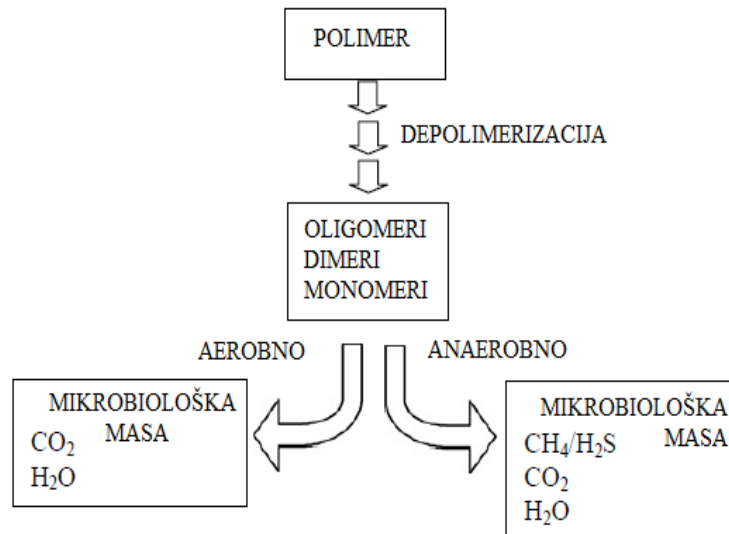 POLIMER
DEPOLIMERIZACIJA
OLIGOMERI
DIMERI
MONOMERI
AEROBNO
ANAEROBNO
MIKROBIOLOŠKA
MASA
CO₂
H₂O
MIKROBIOLOŠKA
CH₄/H₂S MASA
CO₂
H₂O